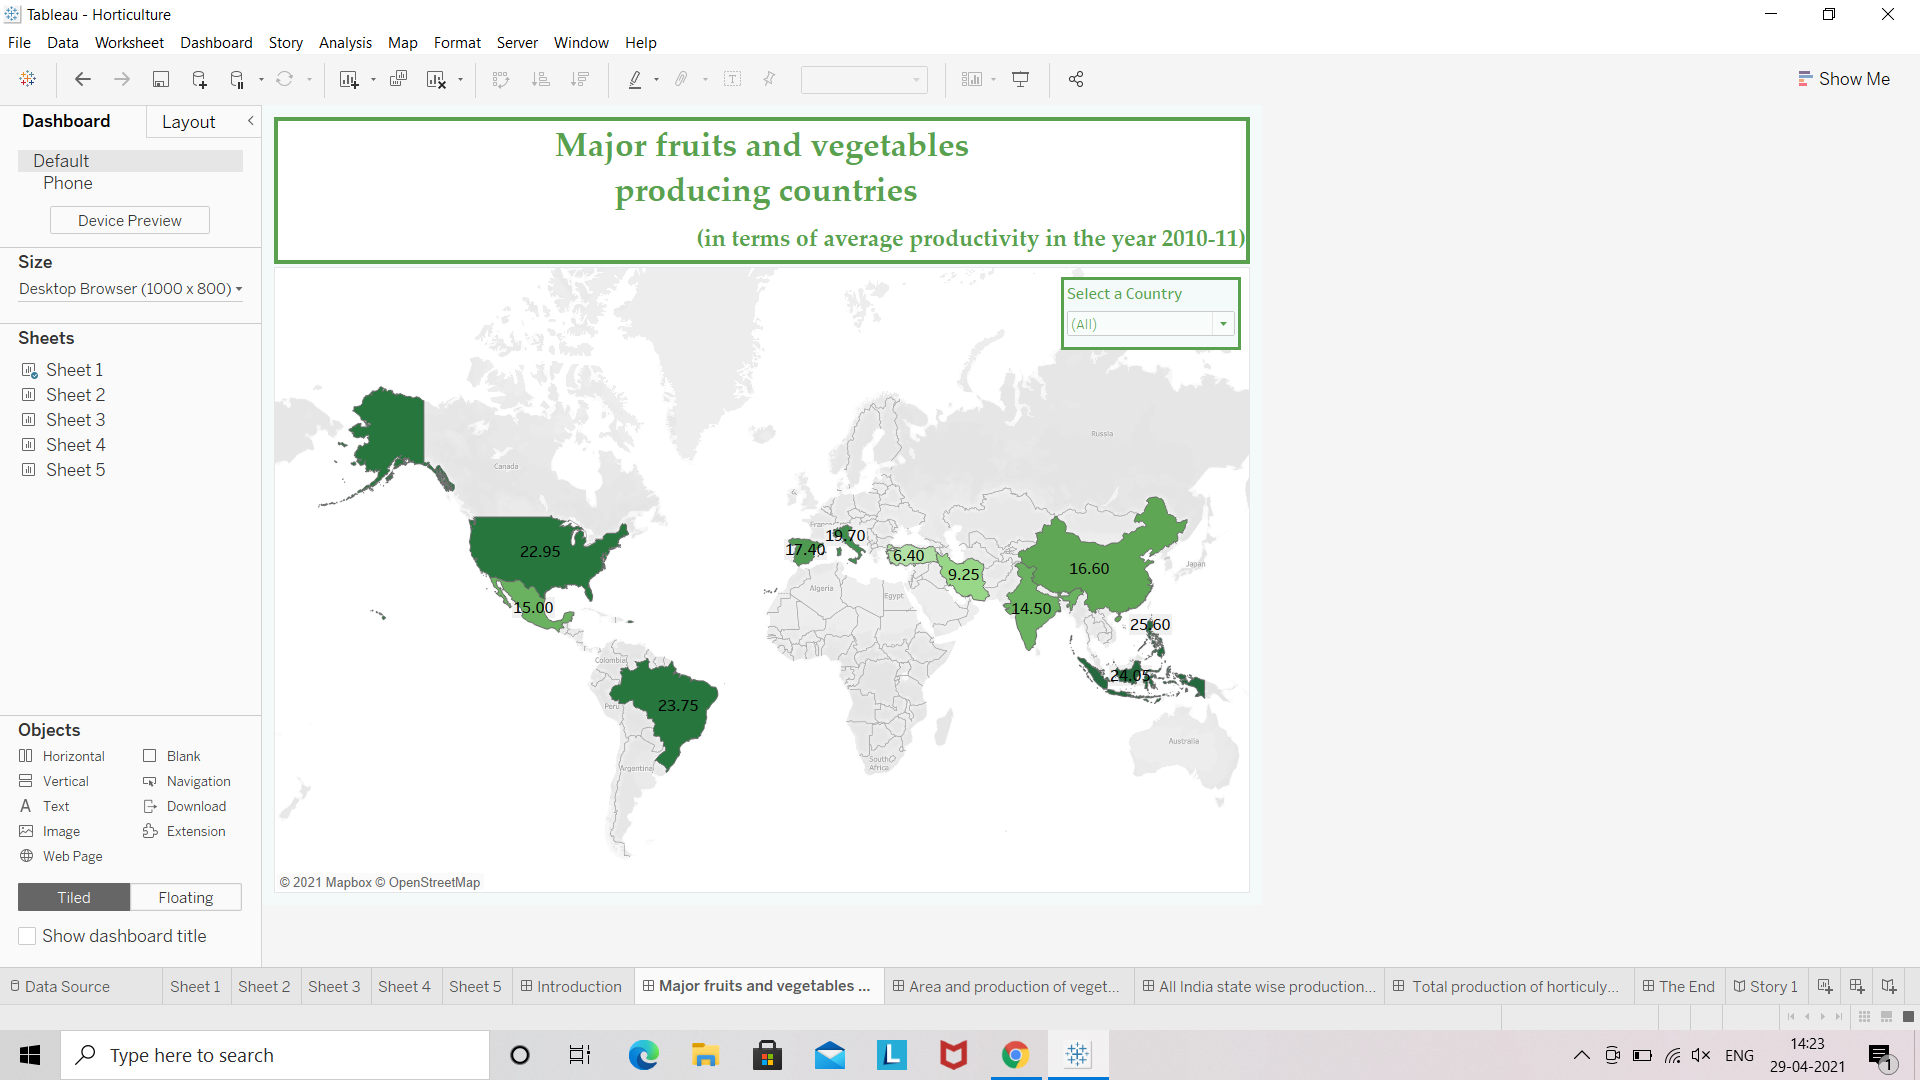 Tableau - Horticulture
File Data Worksheet Dashboard Story Analysis Map Format Server Window Help
Show Me
Dashboard Layout
Default
Phone
Device Preview
Size
Desktop Browser (1000 x 800)
Sheets
Sheet 1
Sheet 2
Sheet 3
Sheet 4
Sheet 5
Objects
Horizontal Blank
Vertical Navigation
Text Download
Image Extension
Web Page
Tiled Floating
Show dashboard title
Major fruits and vegetables
producing countries
(in terms of average productivity in the year 2010-11)
Select a Country
(All)
Russia
Canada
France
19.70
17.40
22.95
6.40
9.25
16.60
Japan
Algeria
Egypt
15.00
14.50
25.60
Colombia
24.05
Peru
23.75
Australia
South
Africa
Argentina
© 2021 Mapbox © OpenStreetMap
Data Source Sheet 1 Sheet 2 Sheet 3 Sheet 4 Sheet 5 Introduction Major fruits and vegetables ... Area and production of veget... All India state wise production... Total production of horticuly... The End Story 1
Type here to search
L
ENG
14:23
29-04-2021
1